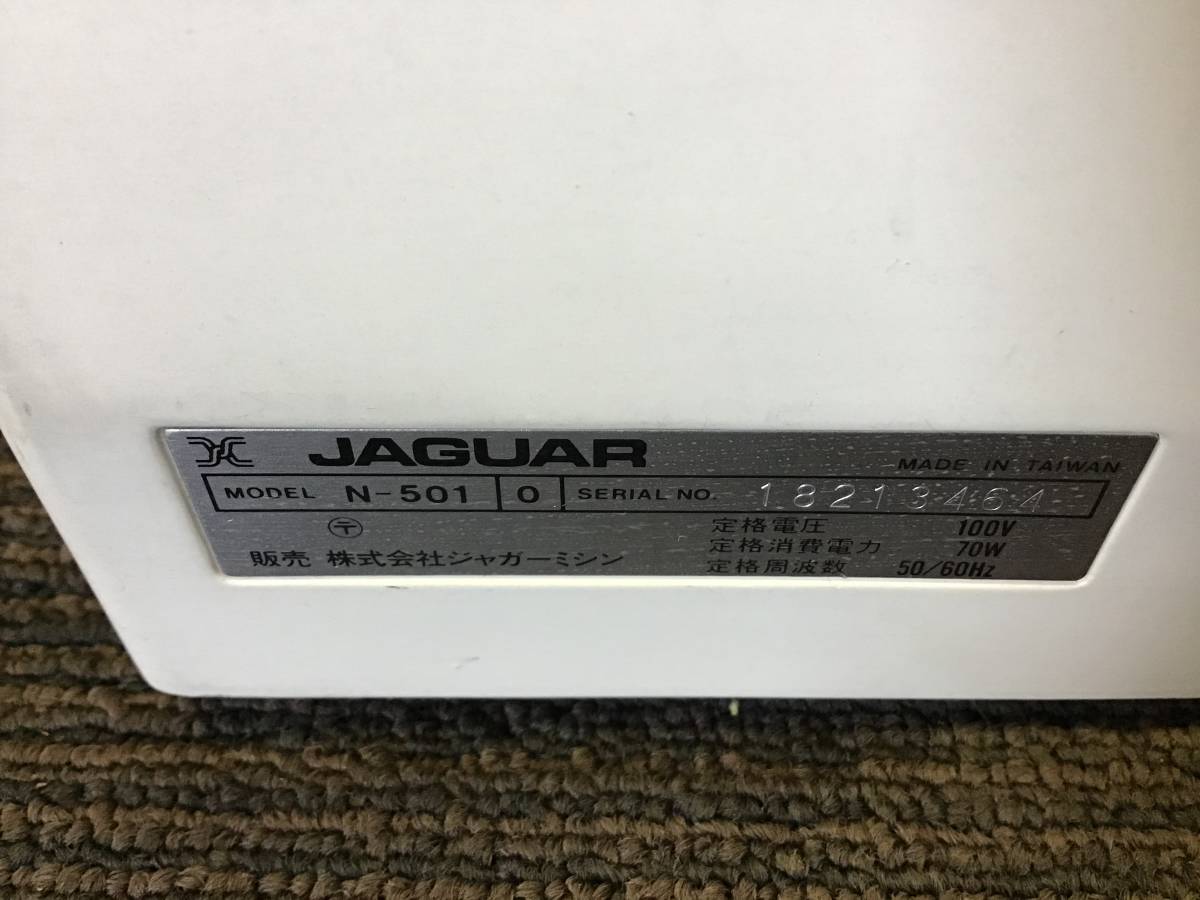 JAGUAR
MADE IN TAIWAN
MODEL N-501 0 SERIAL NO. 18213464
〒 定格電圧 100V
定格消費電力 70W
販売 株式会社ジャガーミシン
定格周波数 50/60Hz